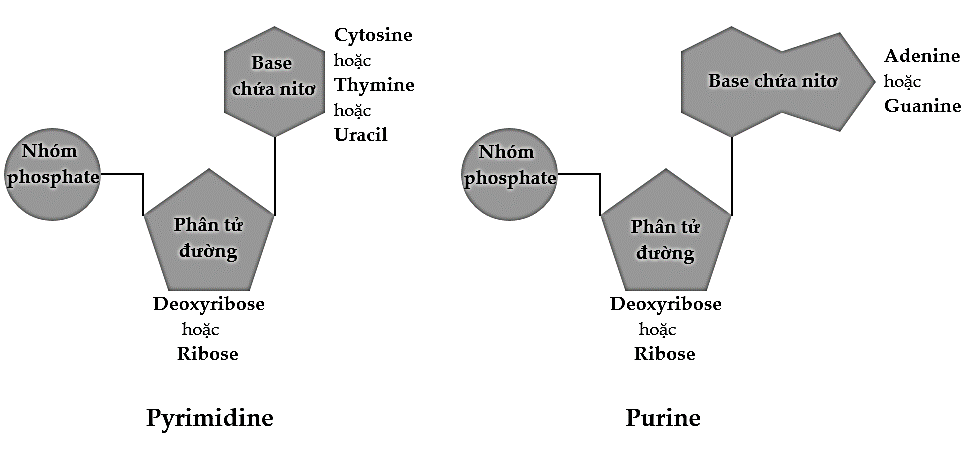 Cytosine
hoặc
Thymine
hoặc
Uracil
Base
chứa nitơ
Nhóm
phosphate
Phân tử
đường
Deoxyribose
hoặc
Ribose
Pyrimidine
Adenine
hoặc
Guanine
Base chứa nitơ
Nhóm
phosphate
Phân tử
đường
Deoxyribose
hoặc
Ribose
Purine